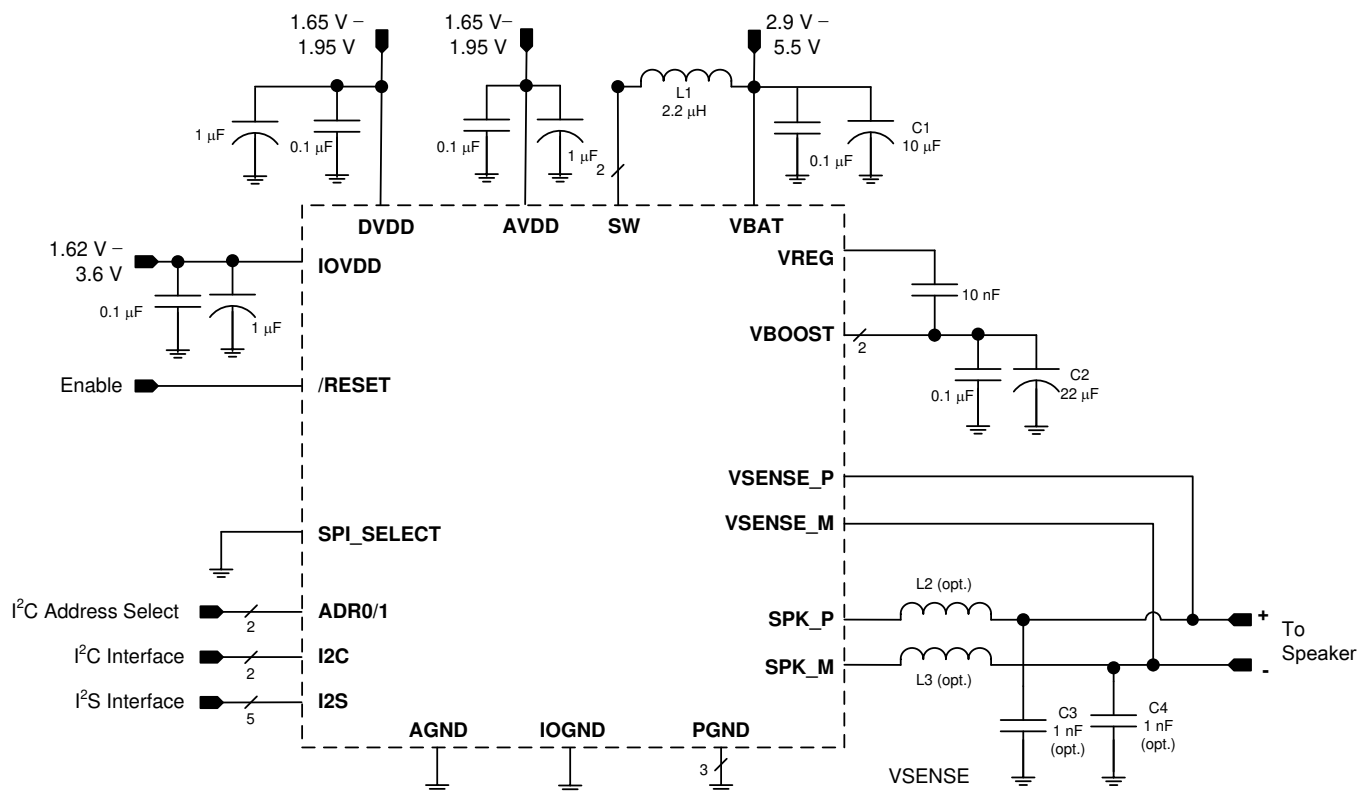 1.65 V –
1.95 V
1.65 V–
1.95 V
2.9 V –
5.5 V
L1
2.2 μH
1 μF
0.1 μF
0.1 μF
1 μF
2
0.1 μF
C1
10 μF
DVDD
AVDD
SW
VBAT
1.62 V –
3.6 V
IOVDD
0.1 μF
1 μF
VREG
10 nF
VBOOST
2
0.1 μF
C2
22 μF
Enable
/RESET
VSENSE_P
VSENSE_M
SPI_SELECT
I²C Address Select
2
ADR0/1
I²C Interface
2
I2C
I²S Interface
5
I2S
SPK_P
L2 (opt.)
+
To
Speaker
SPK_M
L3 (opt.)
-
C3
1 nF
(opt.)
C4
1 nF
(opt.)
AGND
IOGND
PGND
3
VSENSE